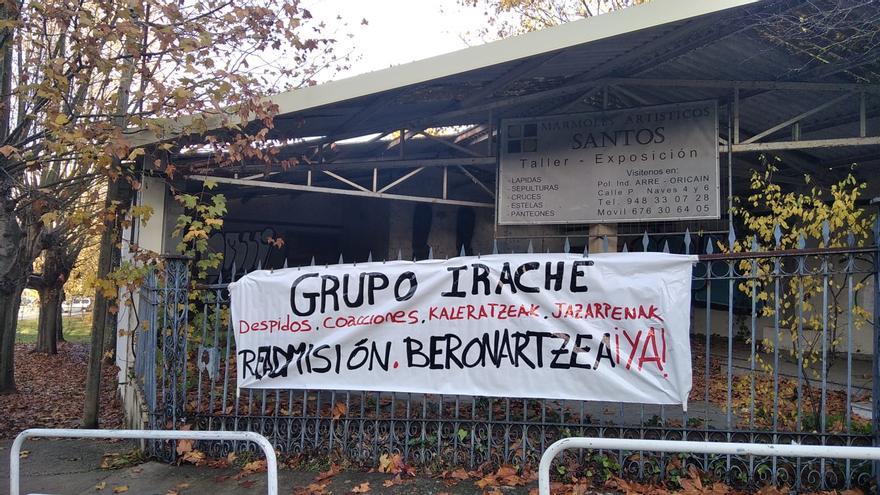 MARMOLES ARTISTICOS
SANTOS
Taller - Exposición
- LAPIDAS
- SEPULTURAS
- CRUCES
- ESTELAS
- PANTEONES
Visitenos en:
Pol. Ind. ARRE - ORICAIN
Calle P. Naves 4 y 6
Tel. 948 33 07 28
Movil 676 30 64 05
GRUPO IRACHE
DESPIDOS. COACCIONES. KALERATZEAK. JAZARPENAK
READMISIÓN. BERONARTZEA ¡YA!